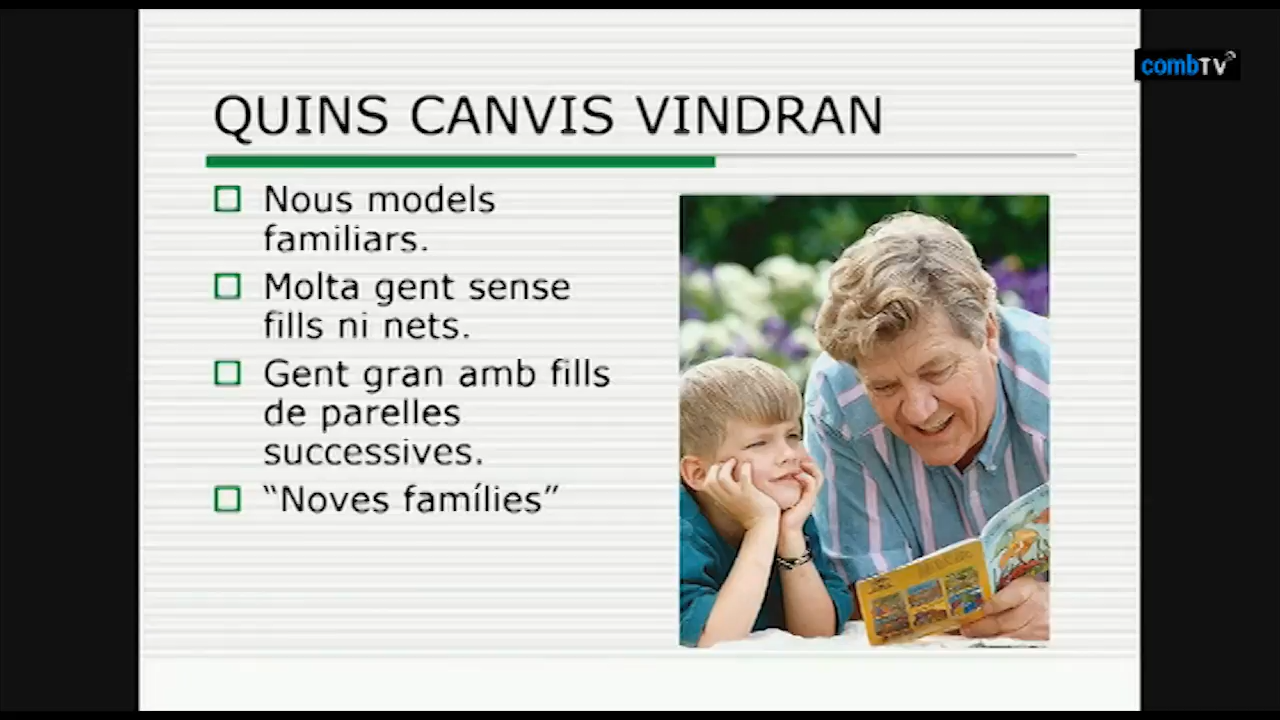 combTV
QUINS CANVIS VINDRAN
Nous models
familiars.
Molta gent sense
fills ni nets.
Gent gran amb fills
de parelles
successives.
“Noves famílies”